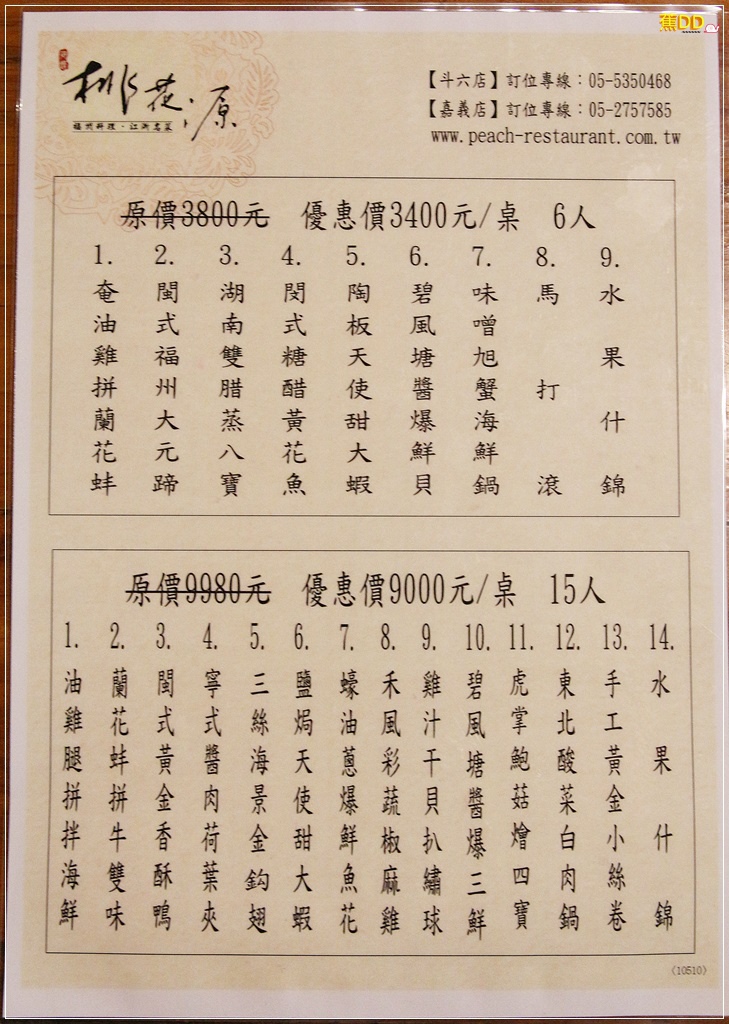 蕉DD
桃花源
福州料理·江浙名菜
【斗六店】訂位專線：05-5350468
【嘉義店】訂位專線：05-2757585
www.peach-restaurant.com.tw
原價3800元 優惠價3400元/桌 6人
1. 奄油雞拼蘭花蚌
2. 閩式福州大元蹄
3. 湖南雙腊蒸八寶
4. 閔式糖醋黃花魚
5. 陶板天使甜大蝦
6. 碧風塘醬爆鮮貝
7. 味噌旭蟹海鮮鍋
8. 馬打滾
9. 水果什錦
原價9980元 優惠價9000元/桌 15人
1. 油雞腿拼拌海鮮
2. 蘭花蚌拼牛雙味
3. 閩式黃金香酥鴨
4. 寧式醬肉荷葉夾
5. 三絲海景金鈎翅
6. 鹽焗天使甜大蝦
7. 蠔油蔥爆鮮魚花
8. 禾風彩蔬椒麻雞
9. 雞汁干貝扒繡球
10. 碧風塘醬爆三鮮
11. 虎掌鮑菇燴四寶
12. 東北酸菜白肉鍋
13. 手工黃金小絲卷
14. 水果什錦
(10510)